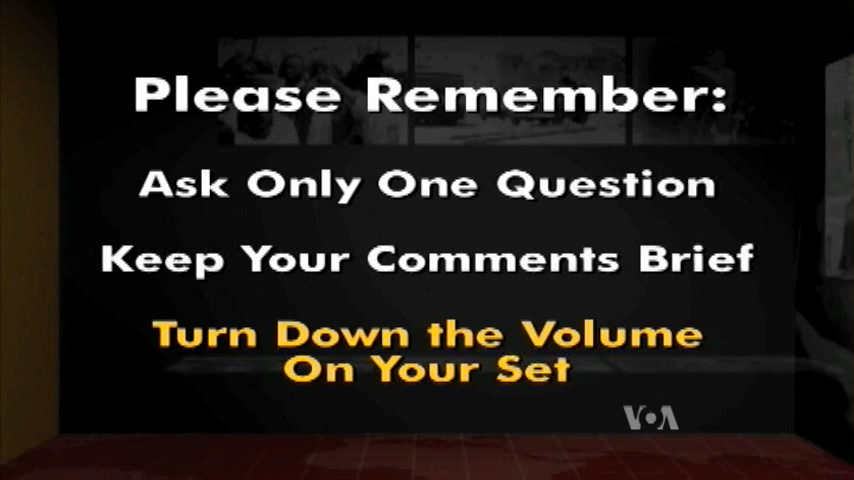 Please Remember:
Ask Only One Question
Keep Your Comments Brief
Turn Down the Volume
On Your Set
VOA